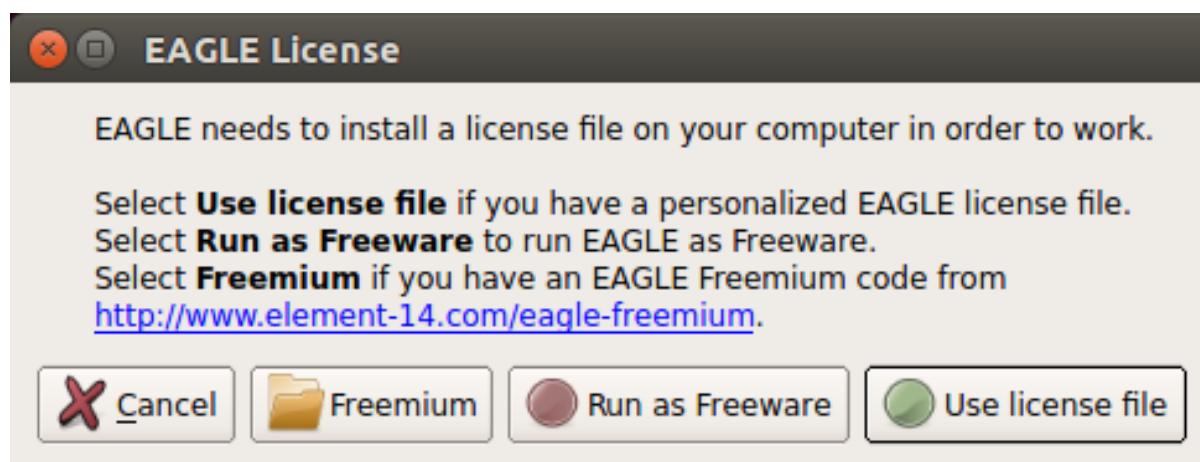 EAGLE License
EAGLE needs to install a license file on your computer in order to work.
Select Use license file if you have a personalized EAGLE license file.
Select Run as Freeware to run EAGLE as Freeware.
Select Freemium if you have an EAGLE Freemium code from
http://www.element-14.com/eagle-freemium.
Cancel Freemium Run as Freeware Use license file